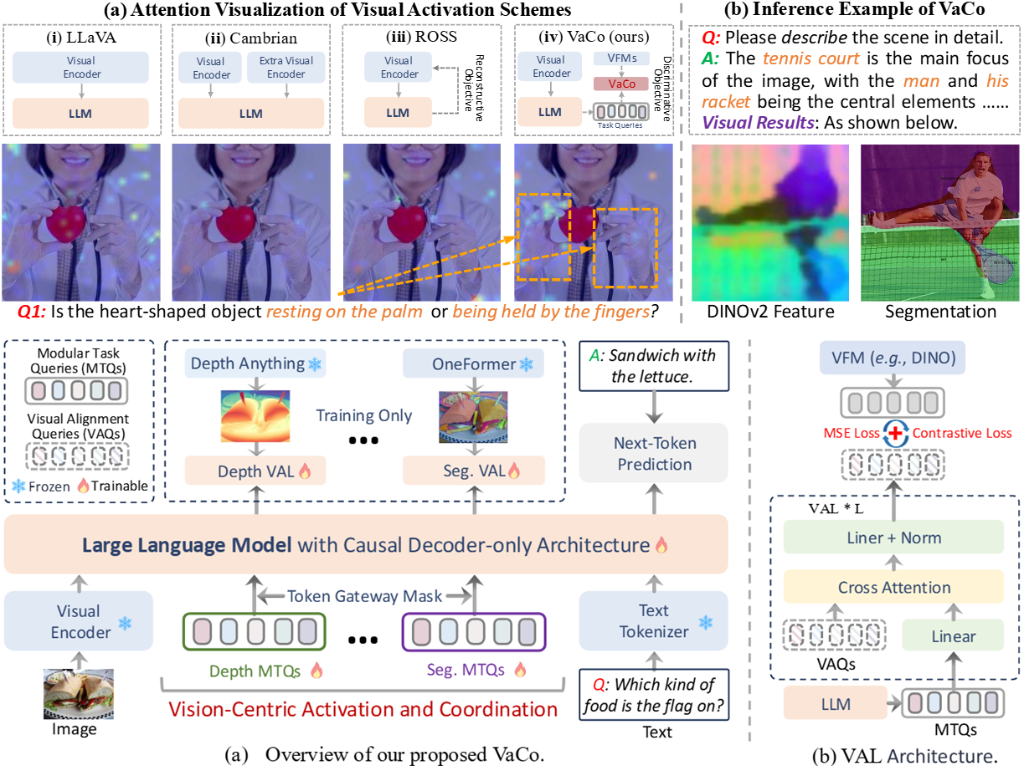 (a) Attention Visualization of Visual Activation Schemes
(i) LLaVA
Visual
Encoder
LLM
(ii) Cambrian
Visual
Encoder
Extra Visual
Encoder
LLM
(iii) ROSS
Visual
Encoder
LLM
Reconstructive
Objective
(iv) VaCo (ours)
Visual
Encoder
VFMs
VaCo
LLM
Task Queries
Discriminative
Objective
Q1: Is the heart-shaped object resting on the palm or being held by the fingers?
(b) Inference Example of VaCo
Q: Please describe the scene in detail.
A: The tennis court is the main focus
of the image, with the man and his
racket being the central elements ……
Visual Results: As shown below.
DINOv2 Feature
Segmentation
Modular Task
Queries (MTQs)
Visual Alignment
Queries (VAQs)
Frozen
Trainable
Depth Anything
OneFormer
Training Only
Depth VAL
Seg. VAL
A: Sandwich with
the lettuce.
Next-Token
Prediction
Large Language Model with Causal Decoder-only Architecture
Visual
Encoder
Token Gateway Mask
Text
Tokenizer
Depth MTQs
Seg. MTQs
Q: Which kind of
food is the flag on?
Image
Vision-Centric Activation and Coordination
Text
(a) Overview of our proposed VaCo.
VFM (e.g., DINO)
MSE Loss
Contrastive Loss
VAL * L
Liner + Norm
Cross Attention
VAQs
Linear
LLM
MTQs
(b) VAL Architecture.